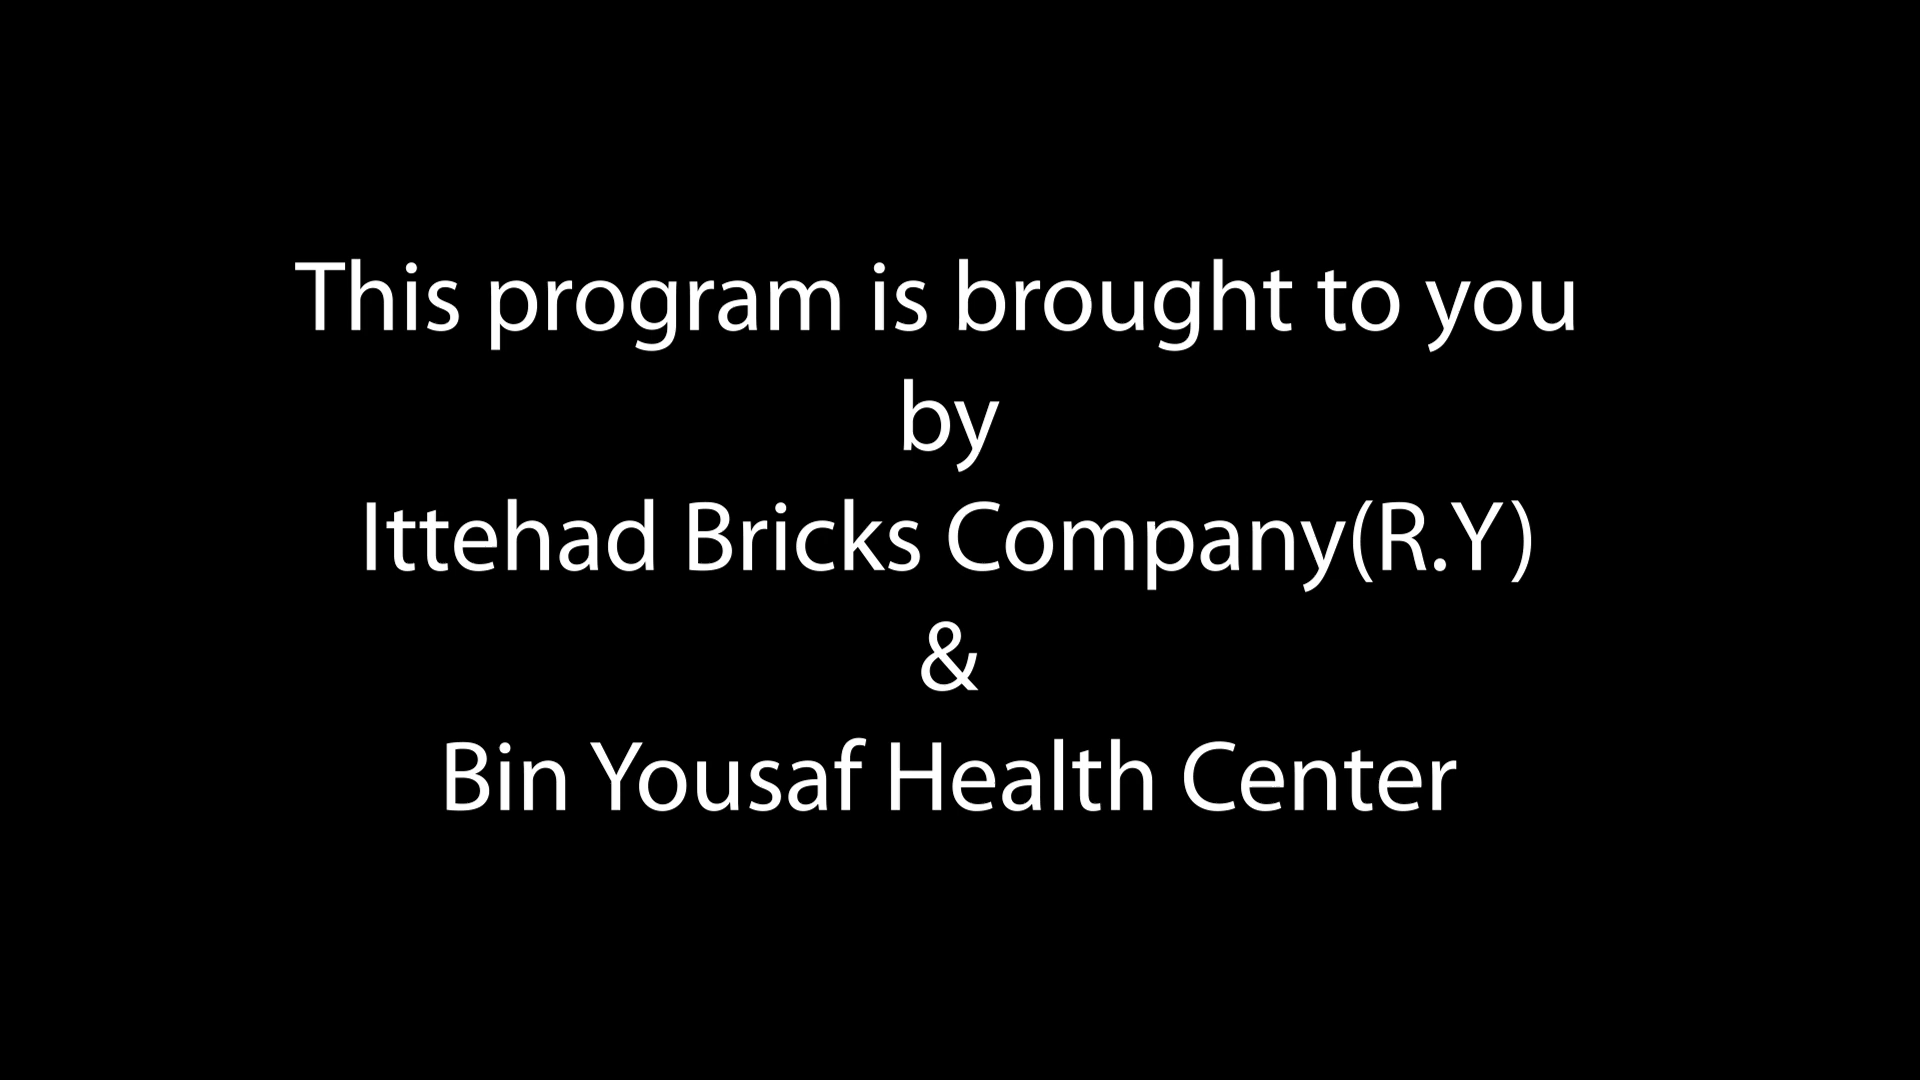 This program is brought to you
by
Ittehad Bricks Company(R.Y)
&
Bin Yousaf Health Center